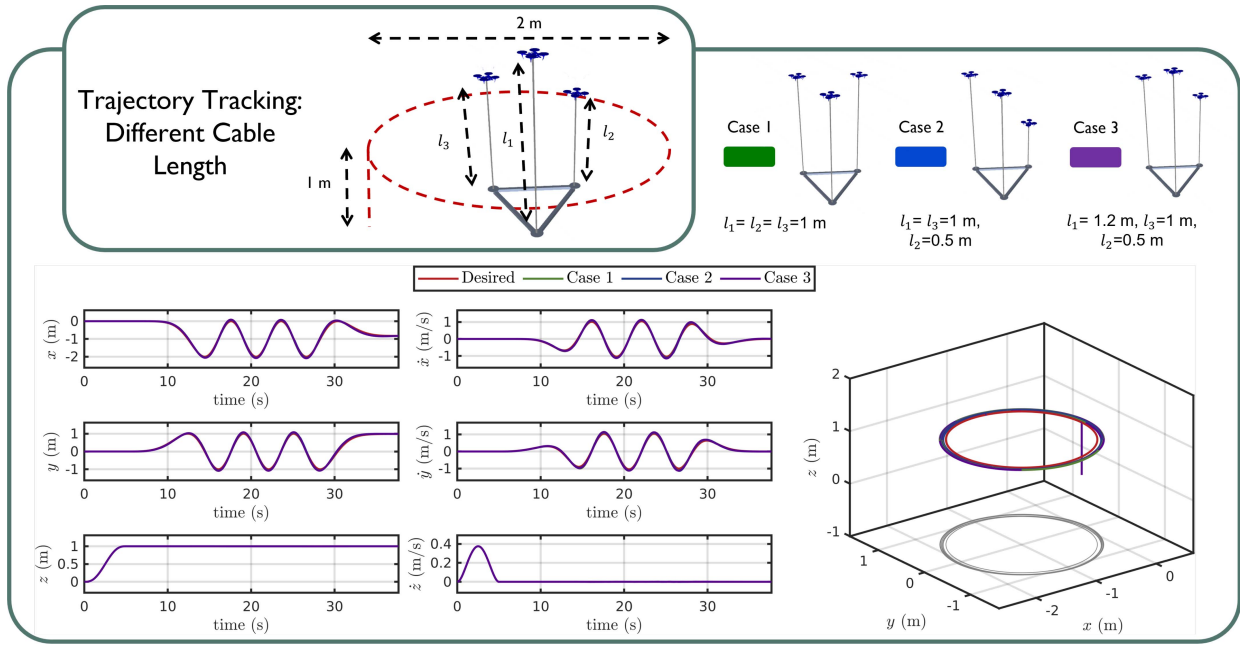 2 m
Trajectory Tracking:
Different Cable
Length
1 m
l₃
l₁
l₂
Case 1
Case 2
Case 3
l₁= l₂= l₃=1 m
l₁= l₃=1 m,
l₂=0.5 m
l₁= 1.2 m, l₃=1 m,
l₂=0.5 m
Desired Case 1 Case 2 Case 3
x (m)
0
-1
-2
0 10 20 30
time (s)
ẋ (m/s)
1
0
-1
0 10 20 30
time (s)
y (m)
1
0
-1
0 10 20 30
time (s)
ẏ (m/s)
1
0
-1
0 10 20 30
time (s)
z (m)
1
0.5
0
0 10 20 30
time (s)
ż (m/s)
0.4
0.2
0
0 10 20 30
time (s)
z (m)
2
1
0
-1
1
0
-1
y (m)
-2
-1
0
x (m)